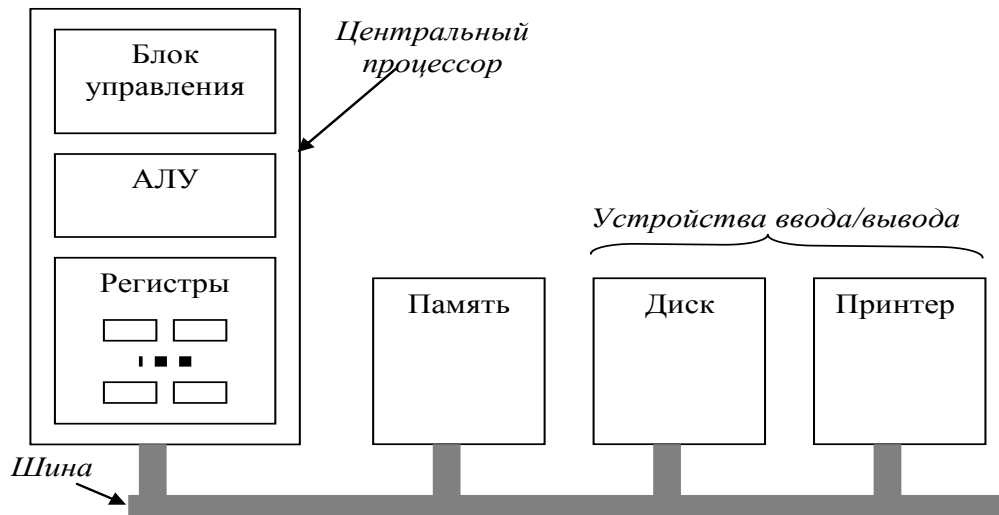 Блок
управления
АЛУ
Регистры
Центральный
процессор
Устройства ввода/вывода
Память
Диск
Принтер
Шина